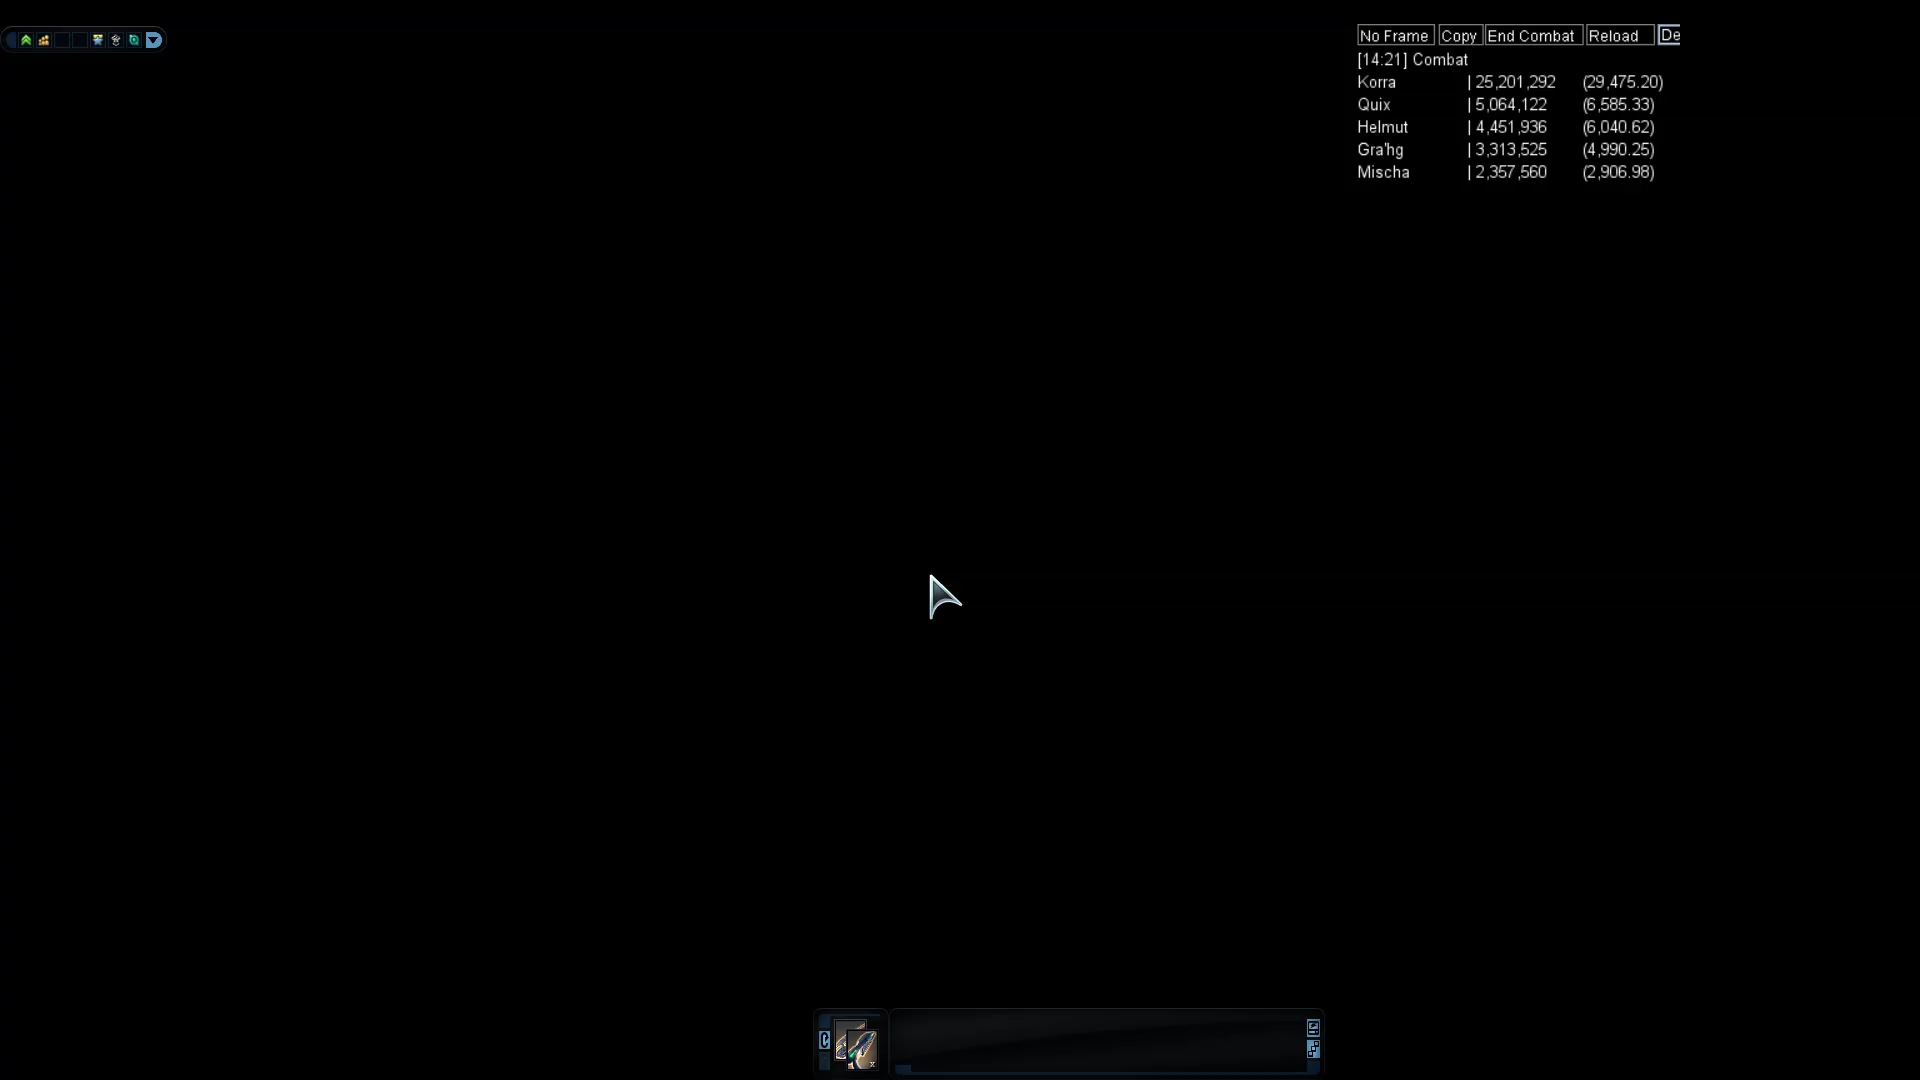 No Frame Copy End Combat Reload De
[14:21] Combat
Korra | 25,201,292 (29,475.20)
Quix | 5,064,122 (6,585.33)
Helmut | 4,451,936 (6,040.62)
Gra'hg | 3,313,525 (4,990.25)
Mischa | 2,357,560 (2,906.98)
C
x